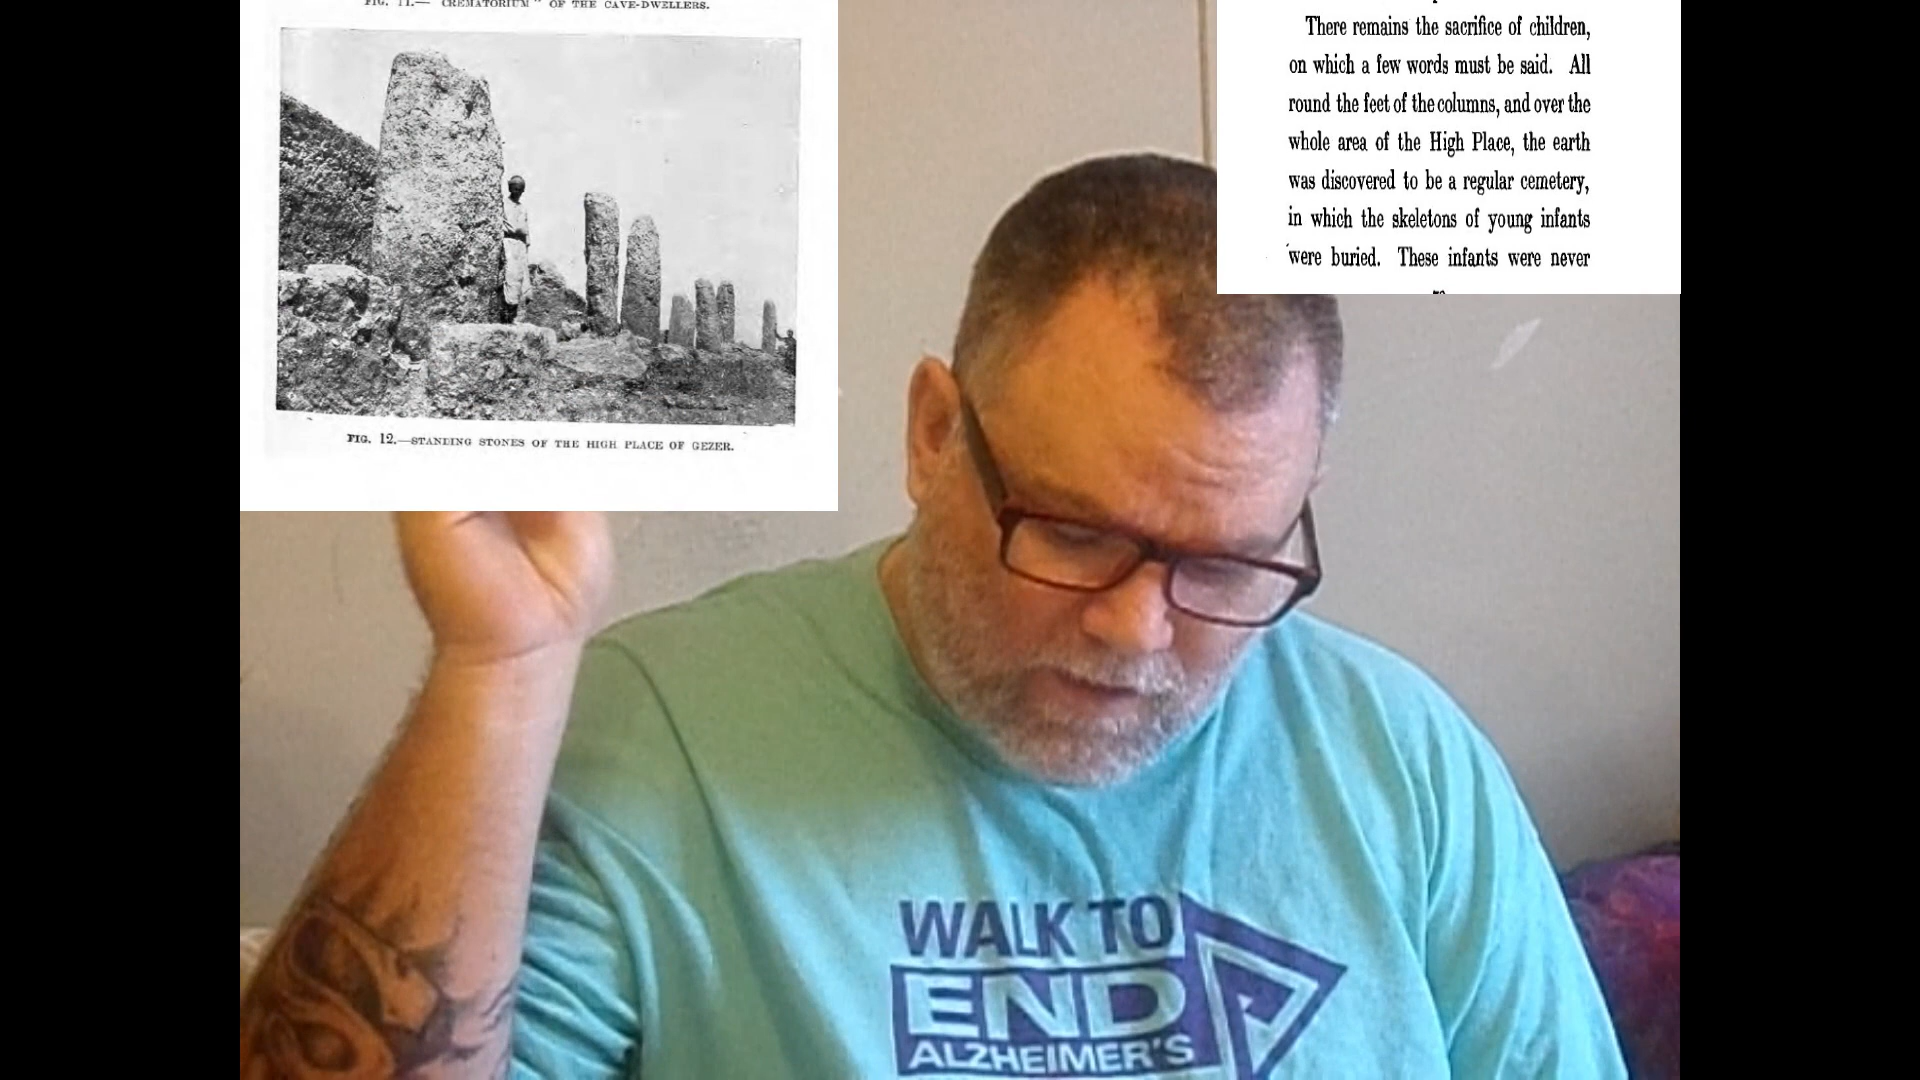 FIG. 11.— CREMATORIUM " OF THE CAVE-DWELLERS.
FIG. 12.—STANDING STONES OF THE HIGH PLACE OF GEZER.
There remains the sacrifice of children,
on which a few words must be said. All
round the feet of the columns, and over the
whole area of the High Place, the earth
was discovered to be a regular cemetery,
in which the skeletons of young infants
were buried. These infants were never
WALK TO
END
ALZHEIMER'S